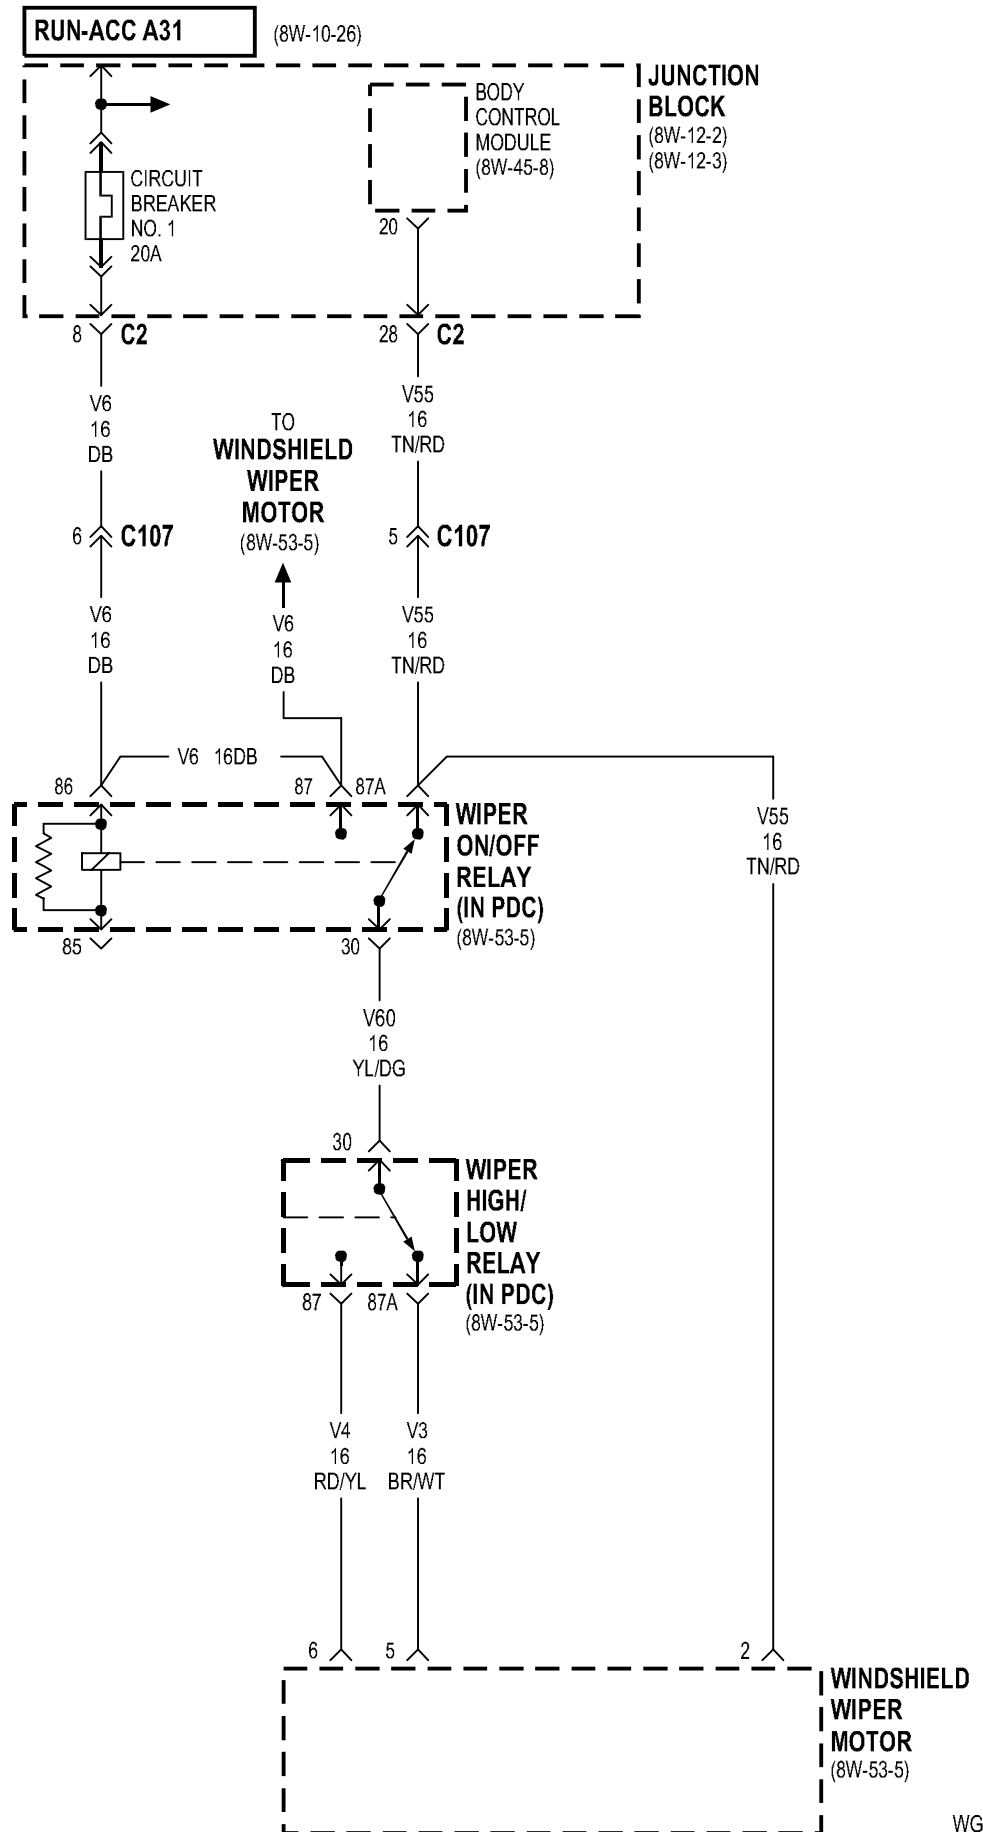 RUN-ACC A31
(8W-10-26)
JUNCTION
BLOCK
(8W-12-2)
(8W-12-3)
BODY
CONTROL
MODULE
(8W-45-8)
CIRCUIT
BREAKER
NO. 1
20A
20
8
C2
28
C2
V6
16
DB
TO
WINDSHIELD
WIPER
MOTOR
(8W-53-5)
V55
16
TN/RD
6
C107
5
C107
V6
16
DB
V6
16
DB
V55
16
TN/RD
V6 16DB
86
87
87A
WIPER
ON/OFF
RELAY
(IN PDC)
(8W-53-5)
V55
16
TN/RD
85
30
V60
16
YL/DG
30
WIPER
HIGH/
LOW
RELAY
(IN PDC)
(8W-53-5)
87
87A
V4
16
RD/YL
V3
16
BR/WT
6
5
2
WINDSHIELD
WIPER
MOTOR
(8W-53-5)
WG